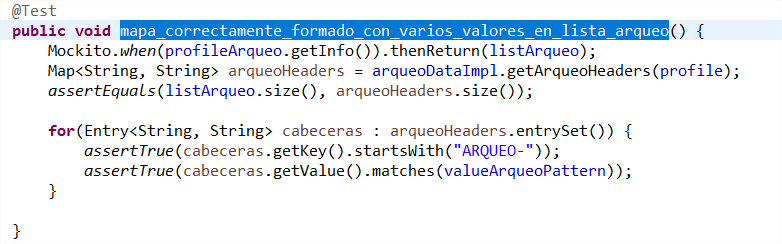 @Test
public void mapa_correctamente_formado_con_varios_valores_en_lista_arqueo() {
Mockito.when(profileArqueo.getInfo()).thenReturn(listArqueo);
Map<String, String> arqueoHeaders = arqueoDataImpl.getArqueoHeaders(profile);
assertEquals(listArqueo.size(), arqueoHeaders.size());
for(Entry<String, String> cabeceras : arqueoHeaders.entrySet()) {
assertTrue(cabeceras.getKey().startsWith("ARQUEO-"));
assertTrue(cabeceras.getValue().matches(valueArqueoPattern));
}
}